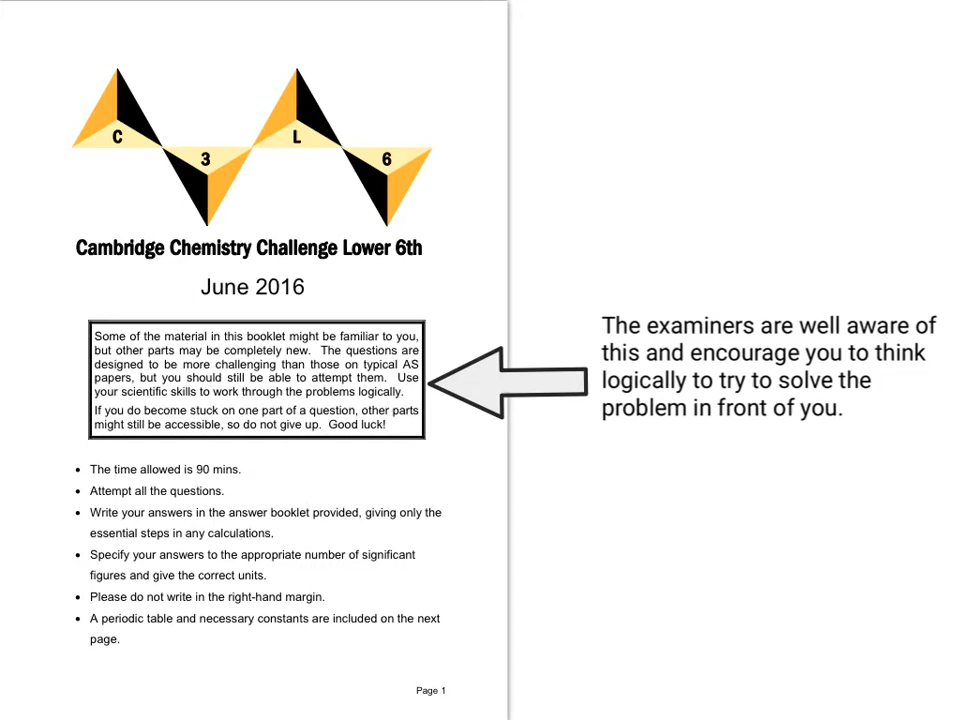 C
3
L
6
Cambridge Chemistry Challenge Lower 6th
June 2016
Some of the material in this booklet might be familiar to you,
but other parts may be completely new. The questions are
designed to be more challenging than those on typical AS
papers, but you should still be able to attempt them. Use
your scientific skills to work through the problems logically.
If you do become stuck on one part of a question, other parts
might still be accessible, so do not give up. Good luck!
The examiners are well aware of
this and encourage you to think
logically to try to solve the
problem in front of you.
• The time allowed is 90 mins.
• Attempt all the questions.
• Write your answers in the answer booklet provided, giving only the
essential steps in any calculations.
• Specify your answers to the appropriate number of significant
figures and give the correct units.
• Please do not write in the right-hand margin.
• A periodic table and necessary constants are included on the next
page.
Page 1